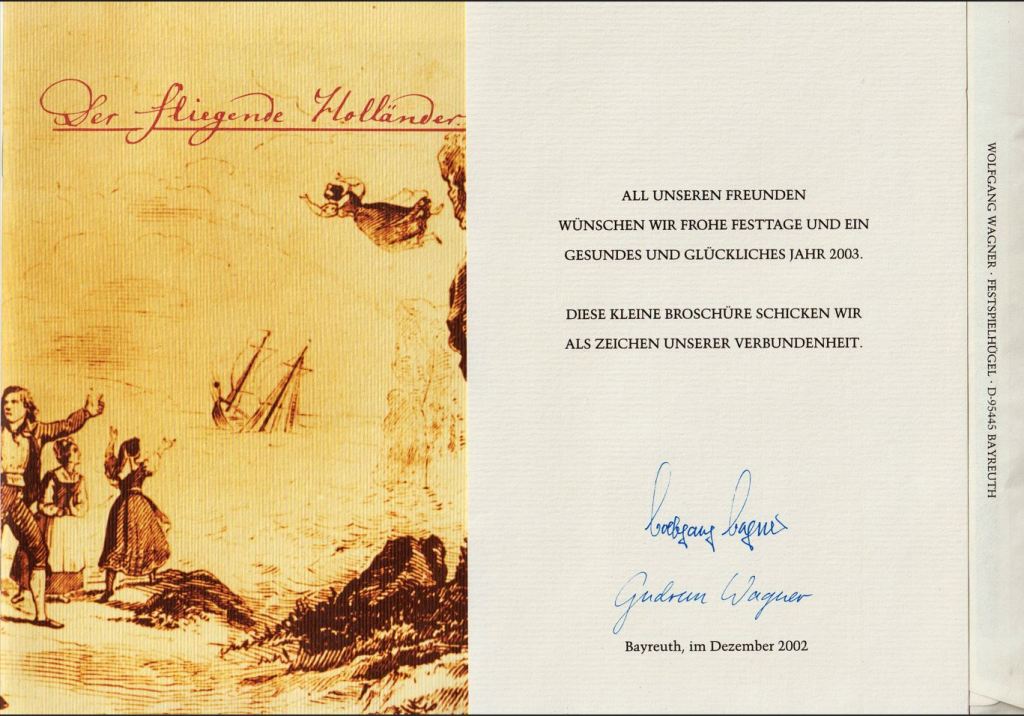 Der fliegende Holländer.
ALL UNSEREN FREUNDEN
WÜNSCHEN WIR FROHE FESTTAGE UND EIN
GESUNDES UND GLÜCKLICHES JAHR 2003.
DIESE KLEINE BROSCHÜRE SCHICKEN WIR
ALS ZEICHEN UNSERER VERBUNDENHEIT.
Wolfgang Wagner
Gudrun Wagner
Bayreuth, im Dezember 2002
WOLFGANG WAGNER · FESTSPIELHÜGEL · D-95445 BAYREUTH